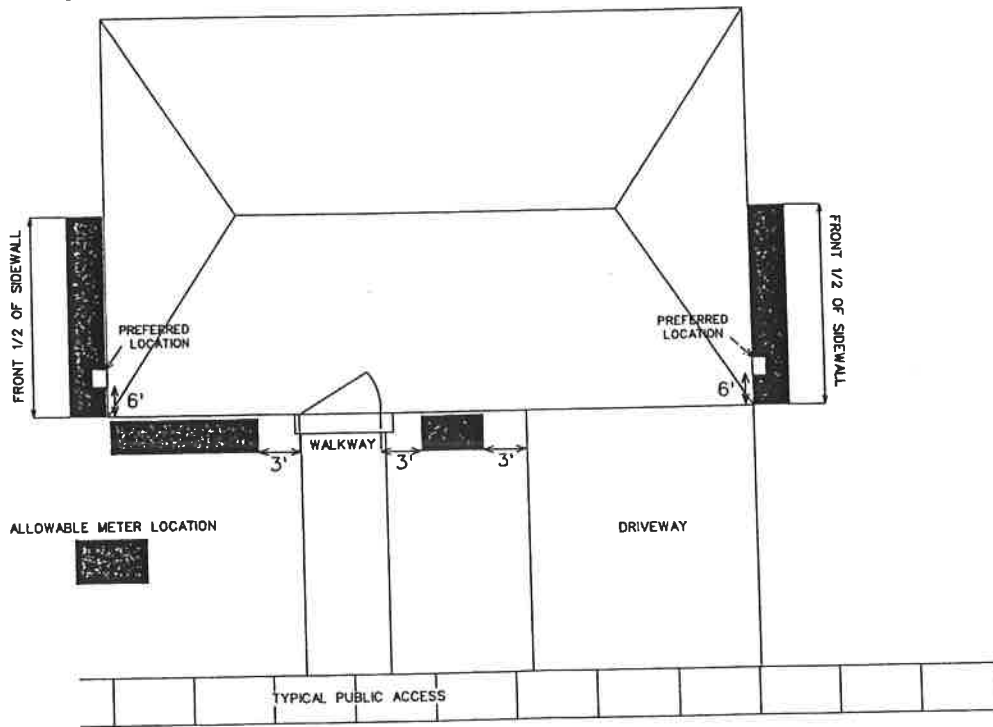 FRONT 1/2 OF SIDEWALL
FRONT 1/2 OF SIDEWALL
PREFERRED
LOCATION
PREFERRED
LOCATION
6'
6'
WALKWAY
3'
3'
3'
ALLOWABLE METER LOCATION
DRIVEWAY
TYPICAL PUBLIC ACCESS